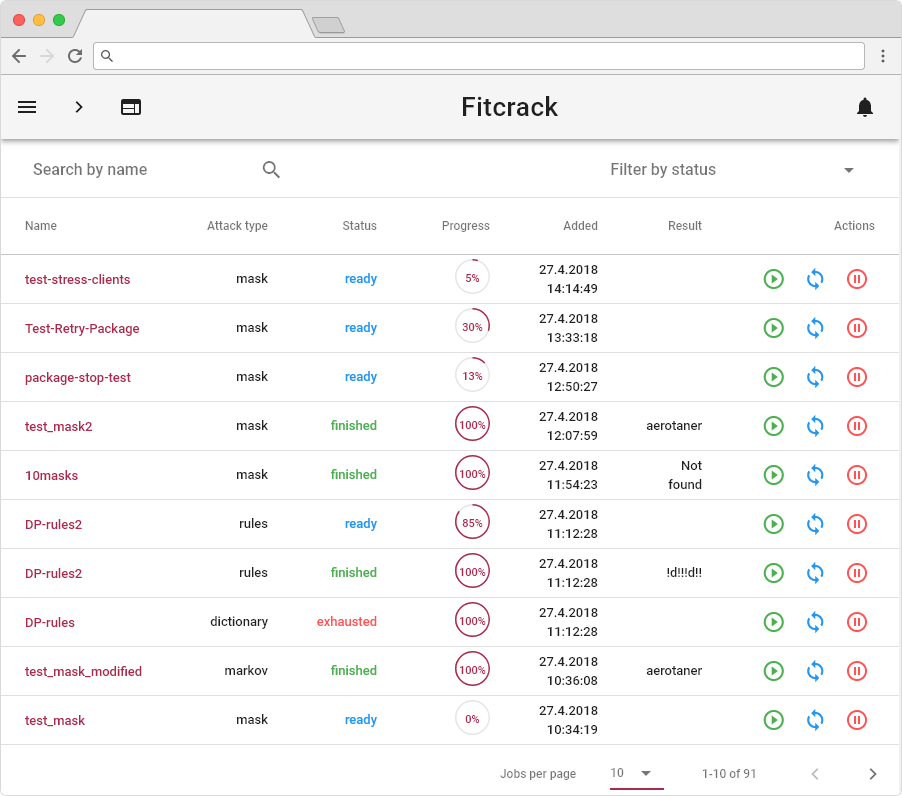 Fitcrack
Search by name Filter by status
Name Attack type Status Progress Added Result Actions
test-stress-clients mask ready 5% 27.4.2018
14:14:49
Test-Retry-Package mask ready 30% 27.4.2018
13:33:18
package-stop-test mask ready 13% 27.4.2018
12:50:27
test_mask2 mask finished 100% 27.4.2018
12:07:59 aerotaner
10masks mask finished 100% 27.4.2018
11:54:23 Not
found
DP-rules2 rules ready 85% 27.4.2018
11:12:28
DP-rules2 rules finished 100% 27.4.2018
11:12:28 !d!!!d!!
DP-rules dictionary exhausted 100% 27.4.2018
11:12:28
test_mask_modified markov finished 100% 27.4.2018
10:36:08 aerotaner
test_mask mask ready 0% 27.4.2018
10:34:19
Jobs per page 10 1-10 of 91